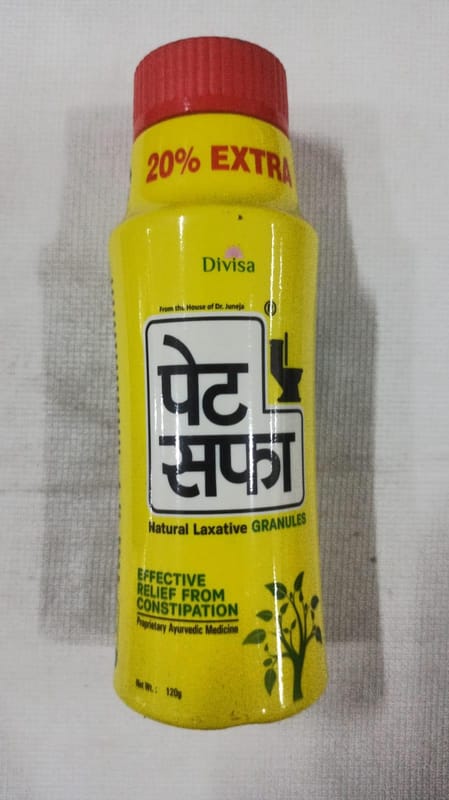 20% EXTRA
Divisa
From the House of Dr. Juneja
®
पेट
सफा
Natural Laxative GRANULES
EFFECTIVE
RELIEF FROM
CONSTIPATION
Proprietary Ayurvedic Medicine
Net Wt.: 120g